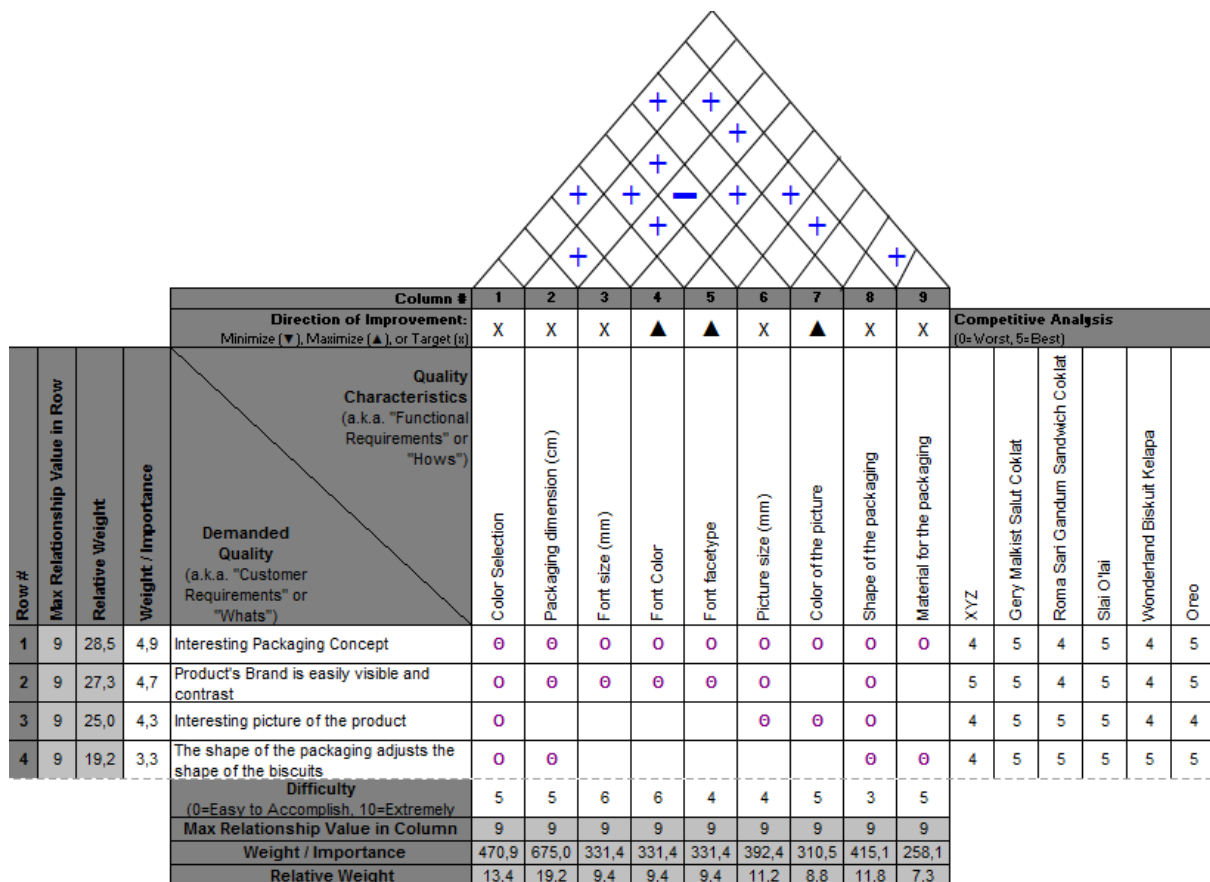 + +
+
+
+ + − + +
+ +
+ +
Column # 1 2 3 4 5 6 7 8 9
Direction of Improvement:
Minimize (▼), Maximize (▲), or Target (x)
X X X ▲ ▲ X ▲ X X
Competitive Analysis
(0=Worst, 5=Best)
Row #
Max Relationship Value in Row
Relative Weight
Weight / Importance
Quality
Characteristics
(a.k.a. "Functional
Requirements" or
"Hows")
Demanded
Quality
(a.k.a. "Customer
Requirements" or
"Whats")
Color Selection
Packaging dimension (cm)
Font size (mm)
Font Color
Font facetype
Picture size (mm)
Color of the picture
Shape of the packaging
Material for the packaging
XYZ
Gery Malkist Salut Coklat
Roma Sari Gandum Sandwich Coklat
Slai O'lai
Wonderland Biskuit Kelapa
Oreo
1 9 28,5 4,9 Interesting Packaging Concept Θ Θ O O O O O O O 4 5 4 5 4 5
2 9 27,3 4,7 Product's Brand is easily visible and
contrast O Θ Θ Θ Θ O O 5 5 4 5 4 5
3 9 25,0 4,3 Interesting picture of the product O Θ Θ O 4 5 5 5 4 4
4 9 19,2 3,3 The shape of the packaging adjusts the
shape of the biscuits O Θ Θ Θ 4 5 5 5 5 5
Difficulty
(0=Easy to Accomplish, 10=Extremely
5 5 6 6 4 4 5 3 5
Max Relationship Value in Column 9 9 9 9 9 9 9 9 9
Weight / Importance 470,9 675,0 331,4 331,4 331,4 392,4 310,5 415,1 258,1
Relative Weight 13,4 19,2 9,4 9,4 9,4 11,2 8,8 11,8 7,3